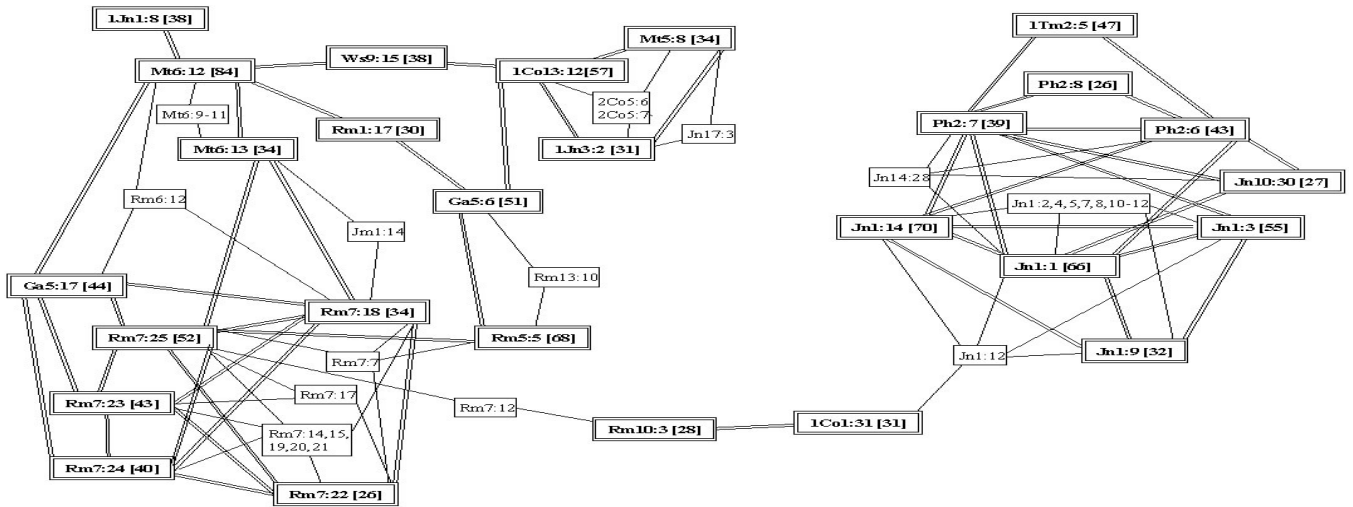 1Jn1:8 [38]
1Tm2:5 [47]
Mt5:8 [34]
Ws9:15 [38]
Mt6:12 [84]
1Co13:12[57]
Ph2:8 [26]
Mt6:9-11
2Co5:6
2Co5:7-
Rm1:17 [30]
Ph2:7 [39]
Ph2:6 [43]
Jn17:3
Mt6:13 [34]
1Jn3:2 [31]
Jn14:28
Jn10:30 [27]
Rm6:12
Ga5:6 [51]
Jn1:2,4,5,7,8,10-12
Jm1:14
Jn1:14 [70]
Jn1:3 [55]
Jn1:1 [66]
Rm13:10
Ga5:17 [44]
Rm7:18 [34]
Rm7:25 [52]
Rm5:5 [68]
Jn1:12
Jn1:9 [32]
Rm7:7
Rm7:17
Rm7:23 [43]
Rm7:12
1Co1:31 [31]
Rm10:3 [28]
Rm7:14,15,
19,20,21
Rm7:24 [40]
Rm7:22 [26]